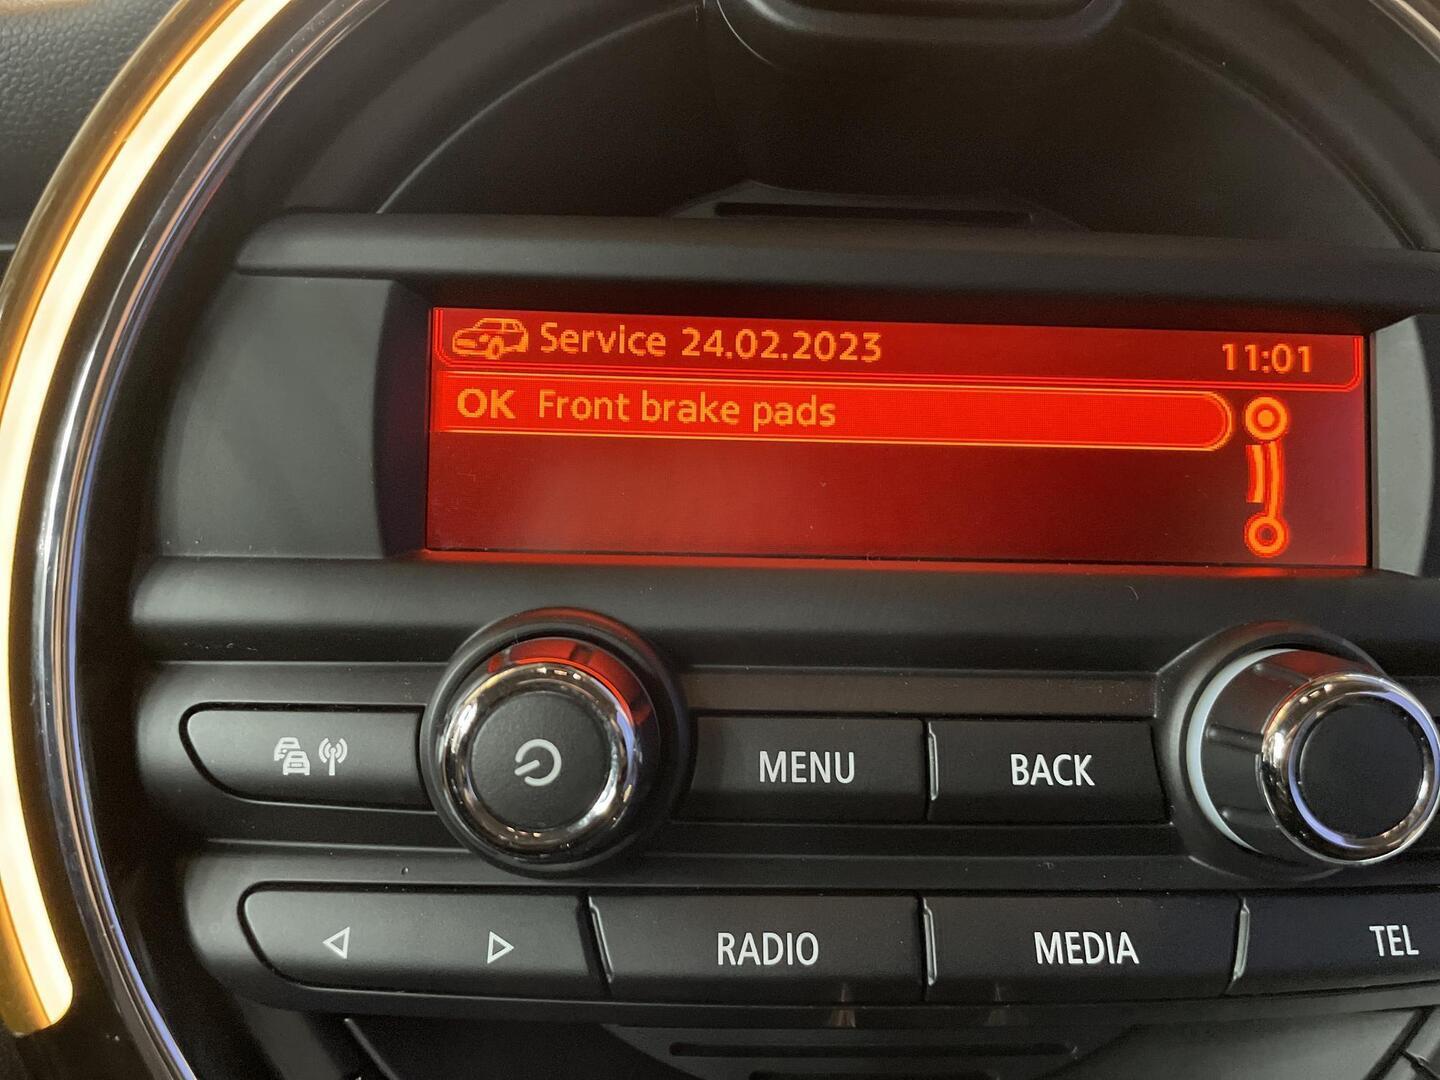 Service 24.02.2023 11:01
OK Front brake pads
MENU BACK
RADIO MEDIA TEL